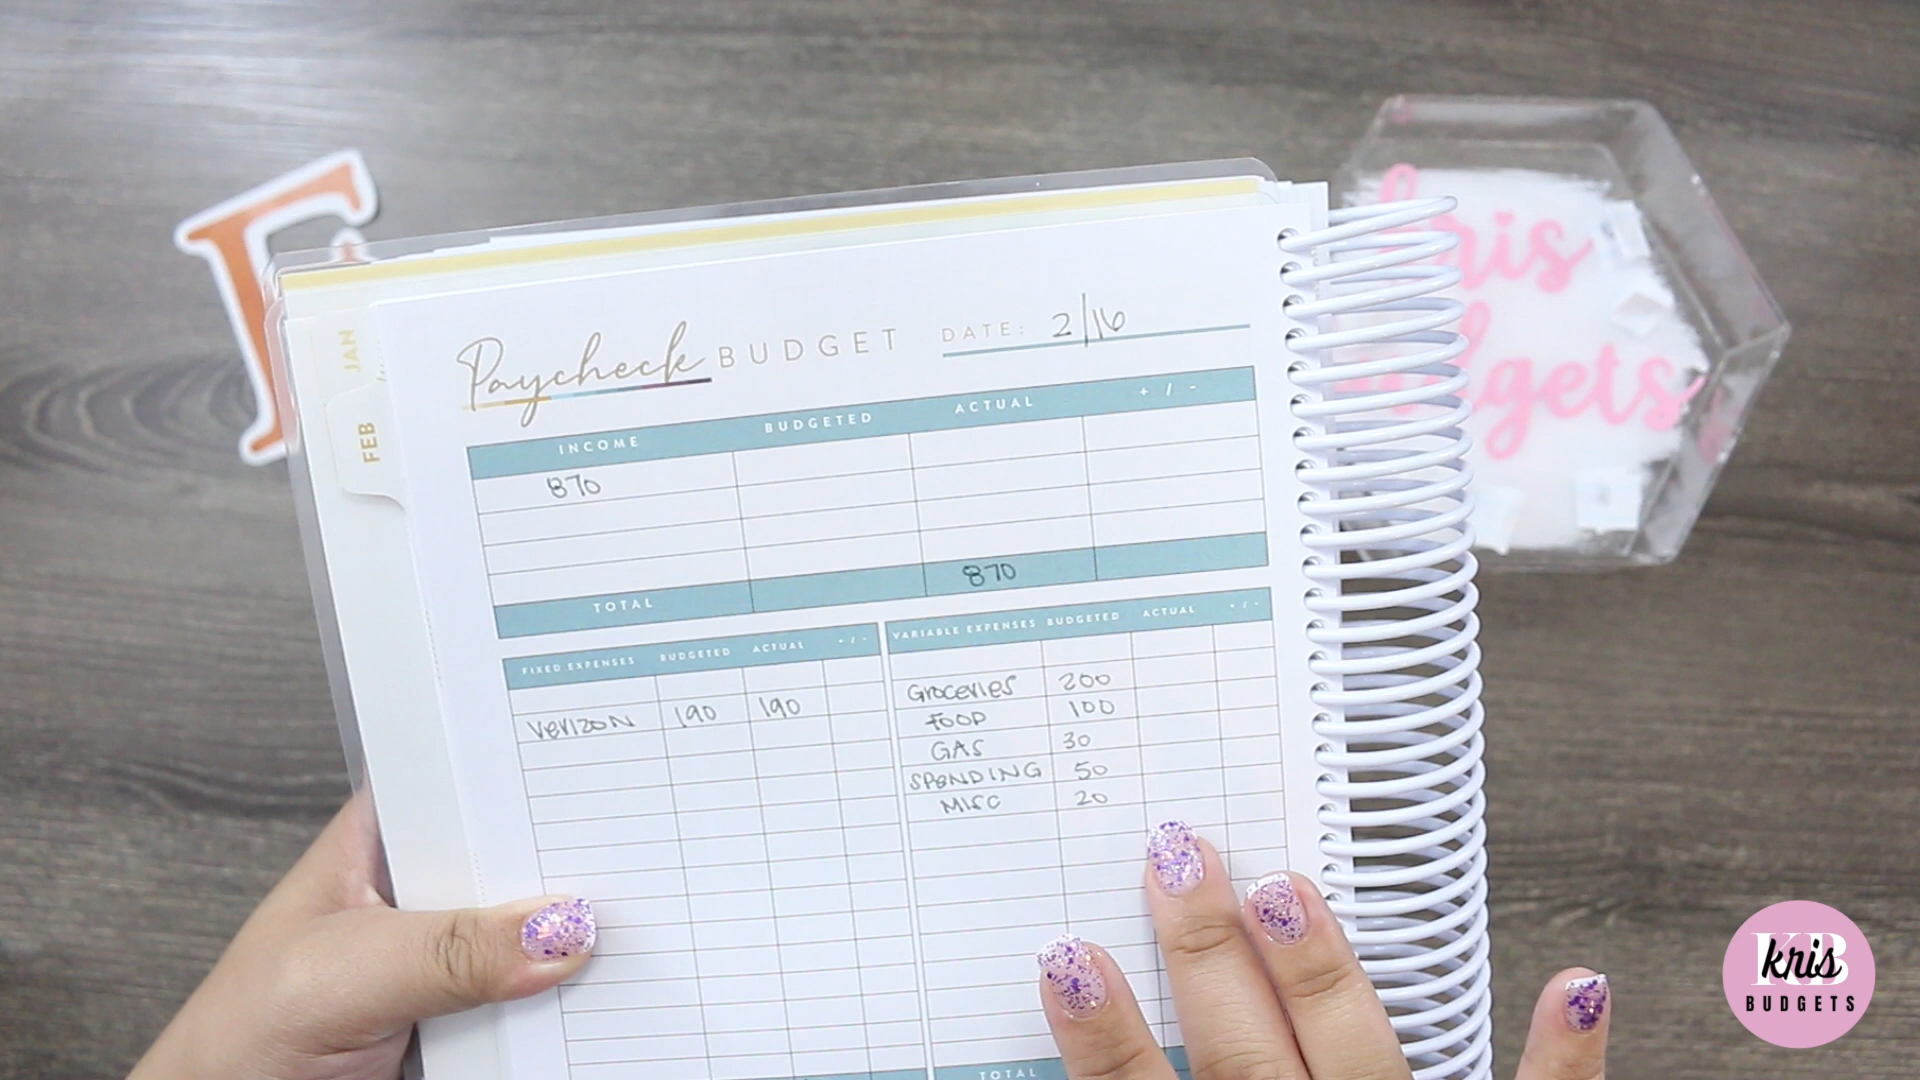 JAN
FEB
Paycheck BUDGET DATE: 2/16
INCOME BUDGETED ACTUAL + / -
870
TOTAL 870
FIXED EXPENSES BUDGETED ACTUAL + / -
Verizon 190 190
VARIABLE EXPENSES BUDGETED ACTUAL + / -
Groceries 200
FOOD 100
GAS 30
SPENDING 50
MISC 20
TOTAL
kris
budgets
KB
kris
BUDGETS